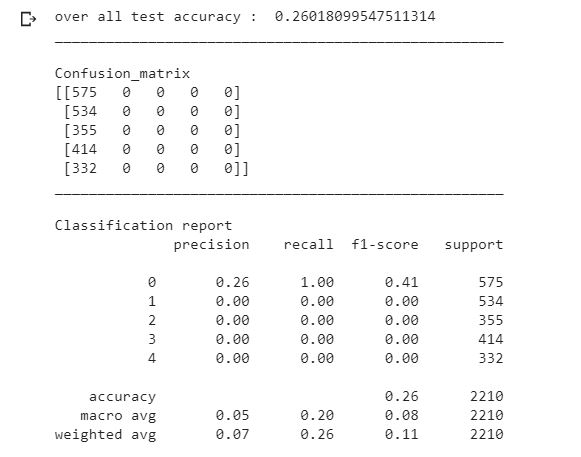 over all test accuracy :  0.26018099547511314
_____________________________________________________
Confusion_matrix
[[575   0   0   0   0]
 [534   0   0   0   0]
 [355   0   0   0   0]
 [414   0   0   0   0]
 [332   0   0   0   0]]
_____________________________________________________
Classification report
              precision    recall  f1-score   support
           0       0.26      1.00      0.41       575
           1       0.00      0.00      0.00       534
           2       0.00      0.00      0.00       355
           3       0.00      0.00      0.00       414
           4       0.00      0.00      0.00       332
    accuracy                           0.26      2210
   macro avg       0.05      0.20      0.08      2210
weighted avg       0.07      0.26      0.11      2210